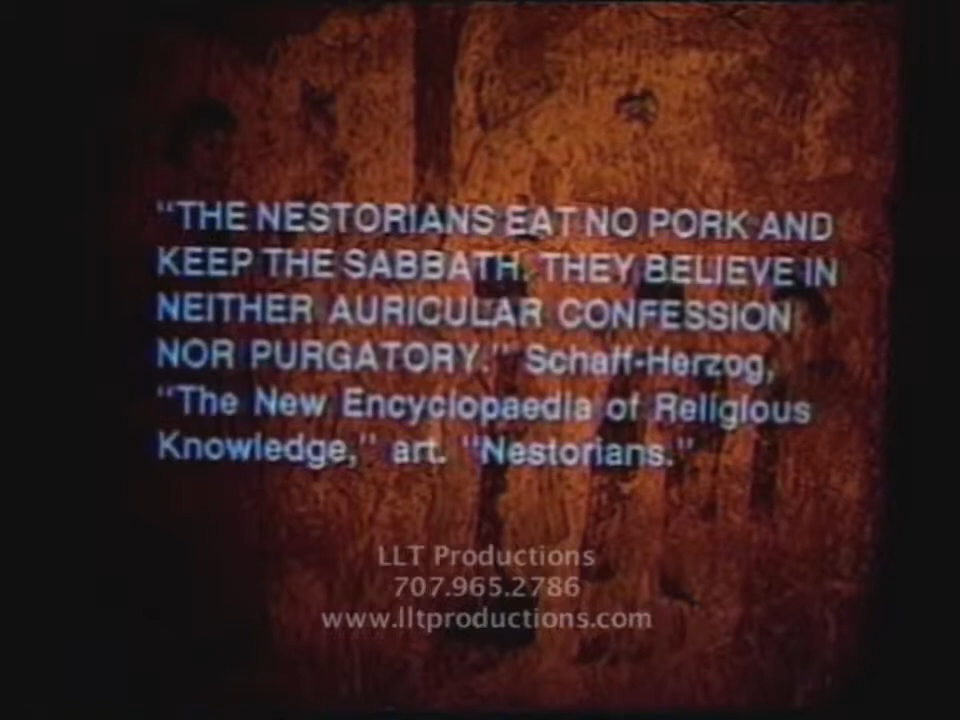 "THE NESTORIANS EAT NO PORK AND
KEEP THE SABBATH. THEY BELIEVE IN
NEITHER AURICULAR CONFESSION
NOR PURGATORY." Schaff-Herzog,
"The New Encyclopaedia of Religious
Knowledge," art. "Nestorians."
LLT Productions
707.965.2786
www.lltproductions.com